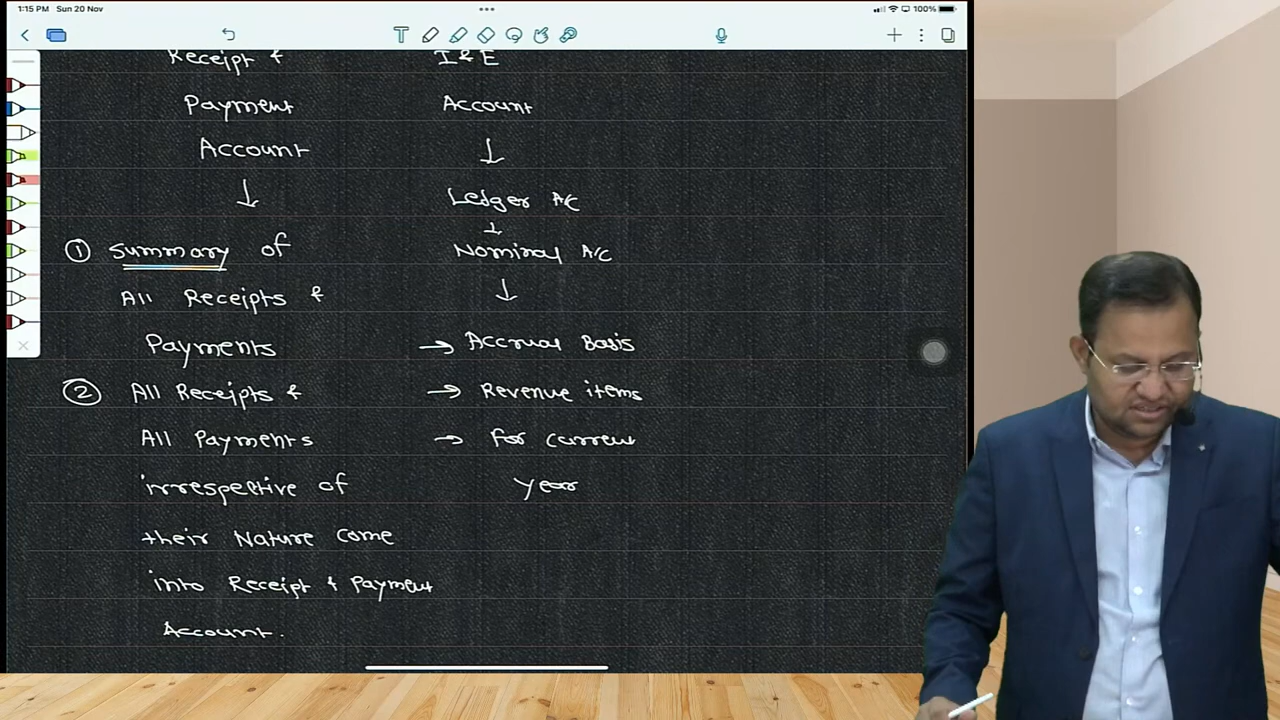 1:15 PM Sun 20 Nov
100%
T
Receipt &
Payment
Account
① Summary of
All Receipts &
Payments
② All Receipts &
All Payments
irrespective of
their Nature come
into Receipt & Payment
Account.
I & E
Account
Ledger A/C
Nominal A/C
→ Accrual Basis
→ Revenue items
→ for current
year